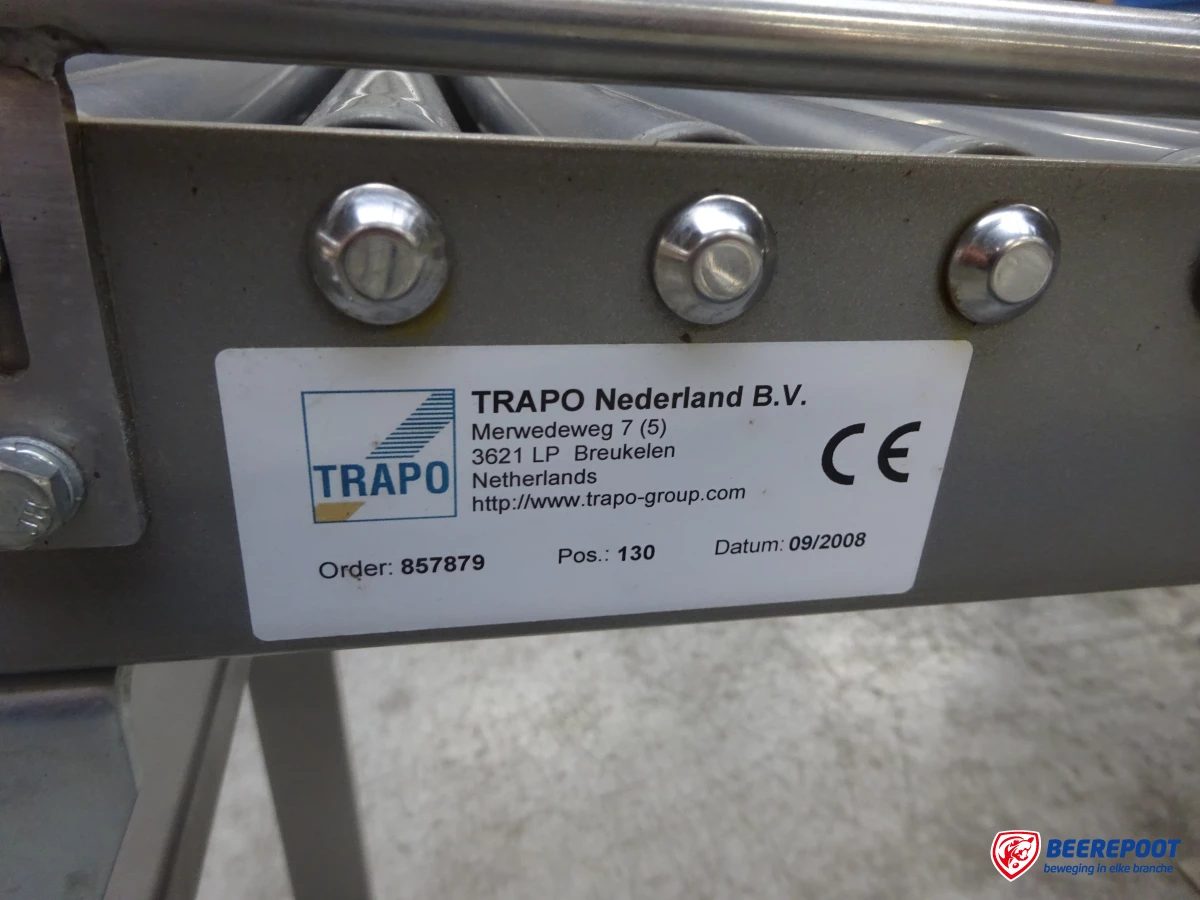 TRAPO
TRAPO Nederland B.V.
Merwedeweg 7 (5)
3621 LP Breukelen
Netherlands
http://www.trapo-group.com
CE
Order: 857879 Pos.: 130 Datum: 09/2008
BEEREPOOT
beweging in elke branche